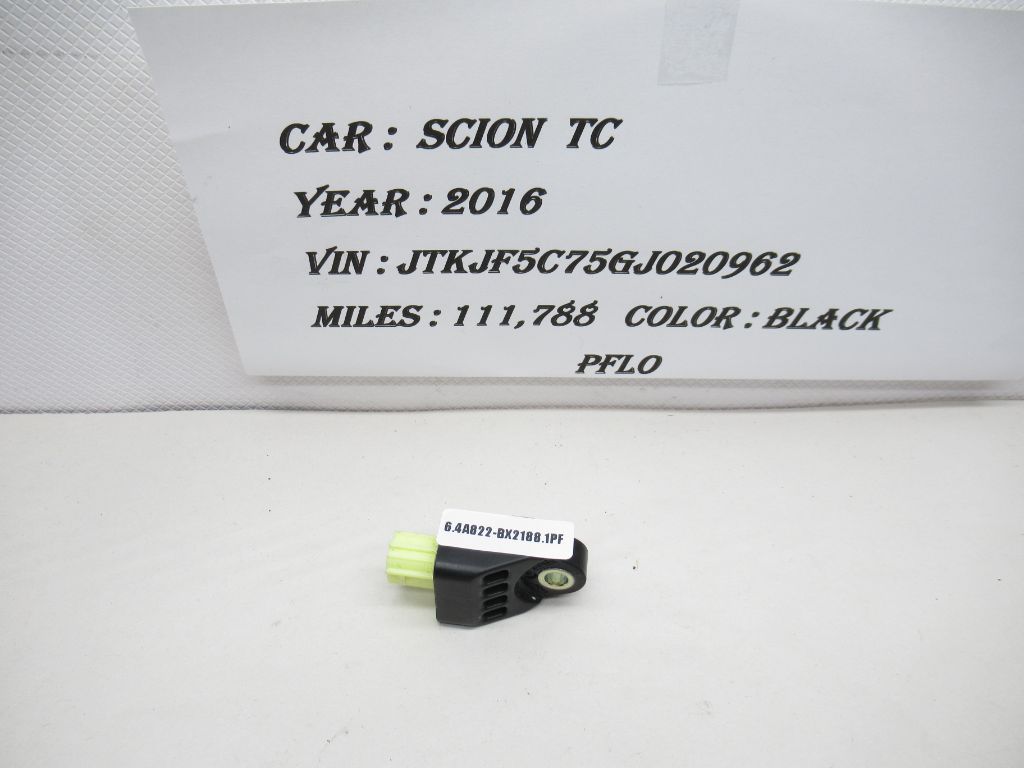 CAR : SCION TC
YEAR : 2016
VIN : JTKJF5C75GJ020962
MILES : 111,788 COLOR : BLACK
PFLO
6.4A822-BX2188.1PF